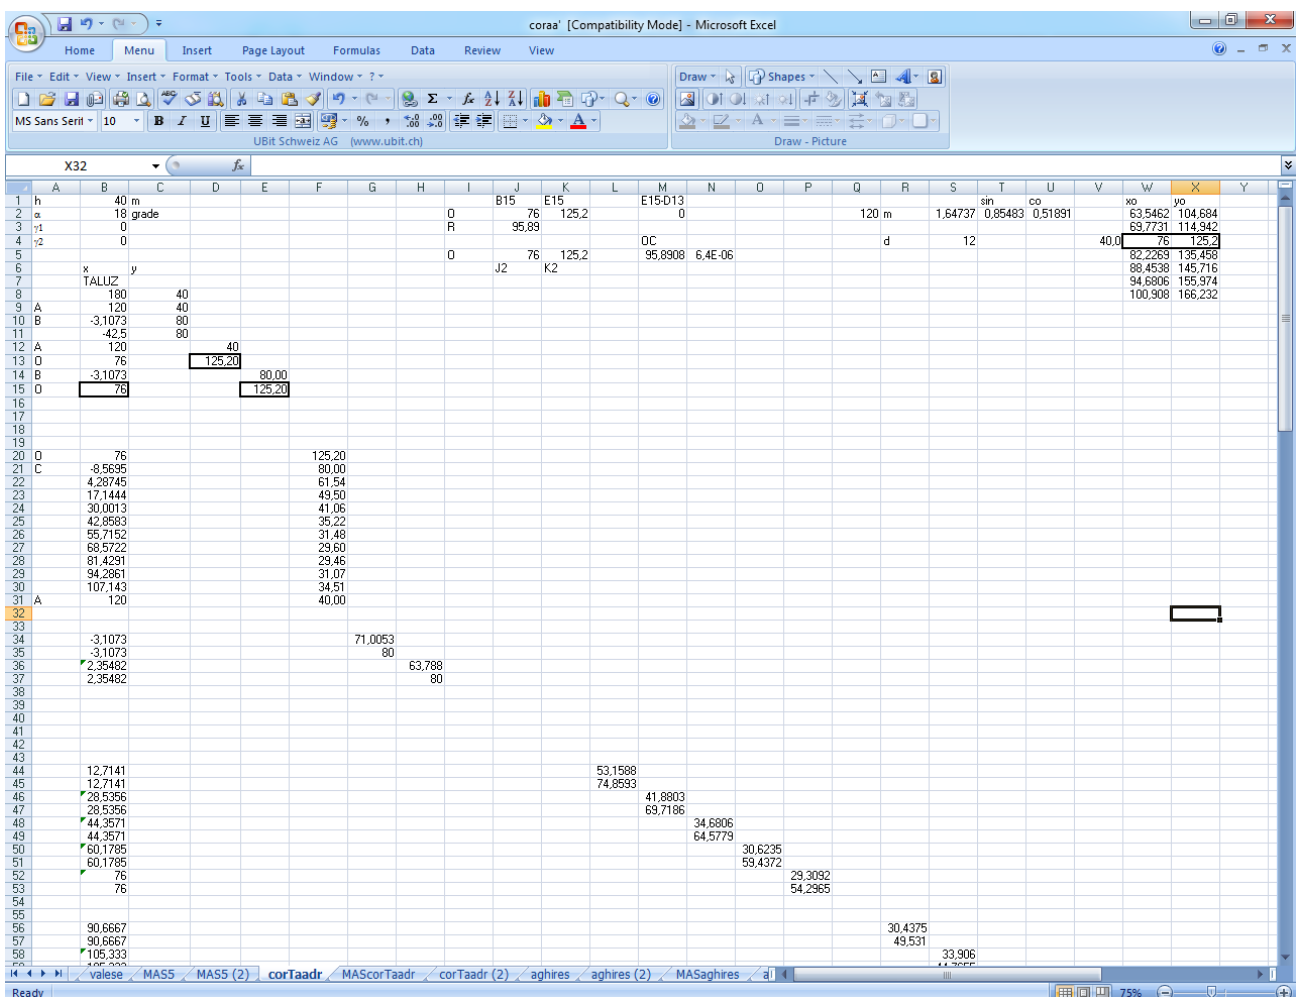 coraa' [Compatibility Mode] - Microsoft Excel
Home Menu Insert Page Layout Formulas Data Review View
File Edit View Insert Format Tools Data Window ? Draw Shapes
MS Sans Serif 10 B I U % A
UBit Schweiz AG (www.ubit.ch) Draw - Picture
X32 fx
A B C D E F G H I J K L M N O P Q R S T U V W X Y
1 h 40 m B15 E15 E15-D13 sin co xo yo
2 α 18 grade O 76 125,2 0 120 m 1,64737 0,85483 0,51891 63,5462 104,684
3 γ1 0 R 95,89 69,7731 114,942
4 γ2 0 OC d 12 40,0 76 125,2
5 O 76 125,2 95,8908 6,4E-06 82,2269 135,458
6 x y J2 K2 88,4538 145,716
7 TALUZ 94,6806 155,974
8 180 40 100,908 166,232
9 A 120 40
10 B -3,1073 80
11 -42,5 80
12 A 120 40
13 O 76 125,20
14 B -3,1073 80,00
15 O 76 125,20
16
17
18
19
20 O 76 125,20
21 C -8,5695 80,00
22 4,28745 61,54
23 17,1444 49,50
24 30,0013 41,06
25 42,8583 35,22
26 55,7152 31,48
27 68,5722 29,60
28 81,4291 29,46
29 94,2861 31,07
30 107,143 34,51
31 A 120 40,00
32
33
34 -3,1073 71,0053
35 -3,1073 80
36 2,35482 63,788
37 2,35482 80
38
39
40
41
42
43
44 12,7141 53,1588
45 12,7141 74,8593
46 28,5356 41,8803
47 28,5356 69,7186
48 44,3571 34,6806
49 44,3571 64,5779
50 60,1785 30,6235
51 60,1785 59,4372
52 76 29,3092
53 76 54,2965
54
55
56 90,6667 30,4375
57 90,6667 49,531
58 105,333 33,906
valese MAS5 MAS5 (2) corTaadr MAScorTaadr corTaadr (2) aghires aghires (2) MASaghires
Ready 75%